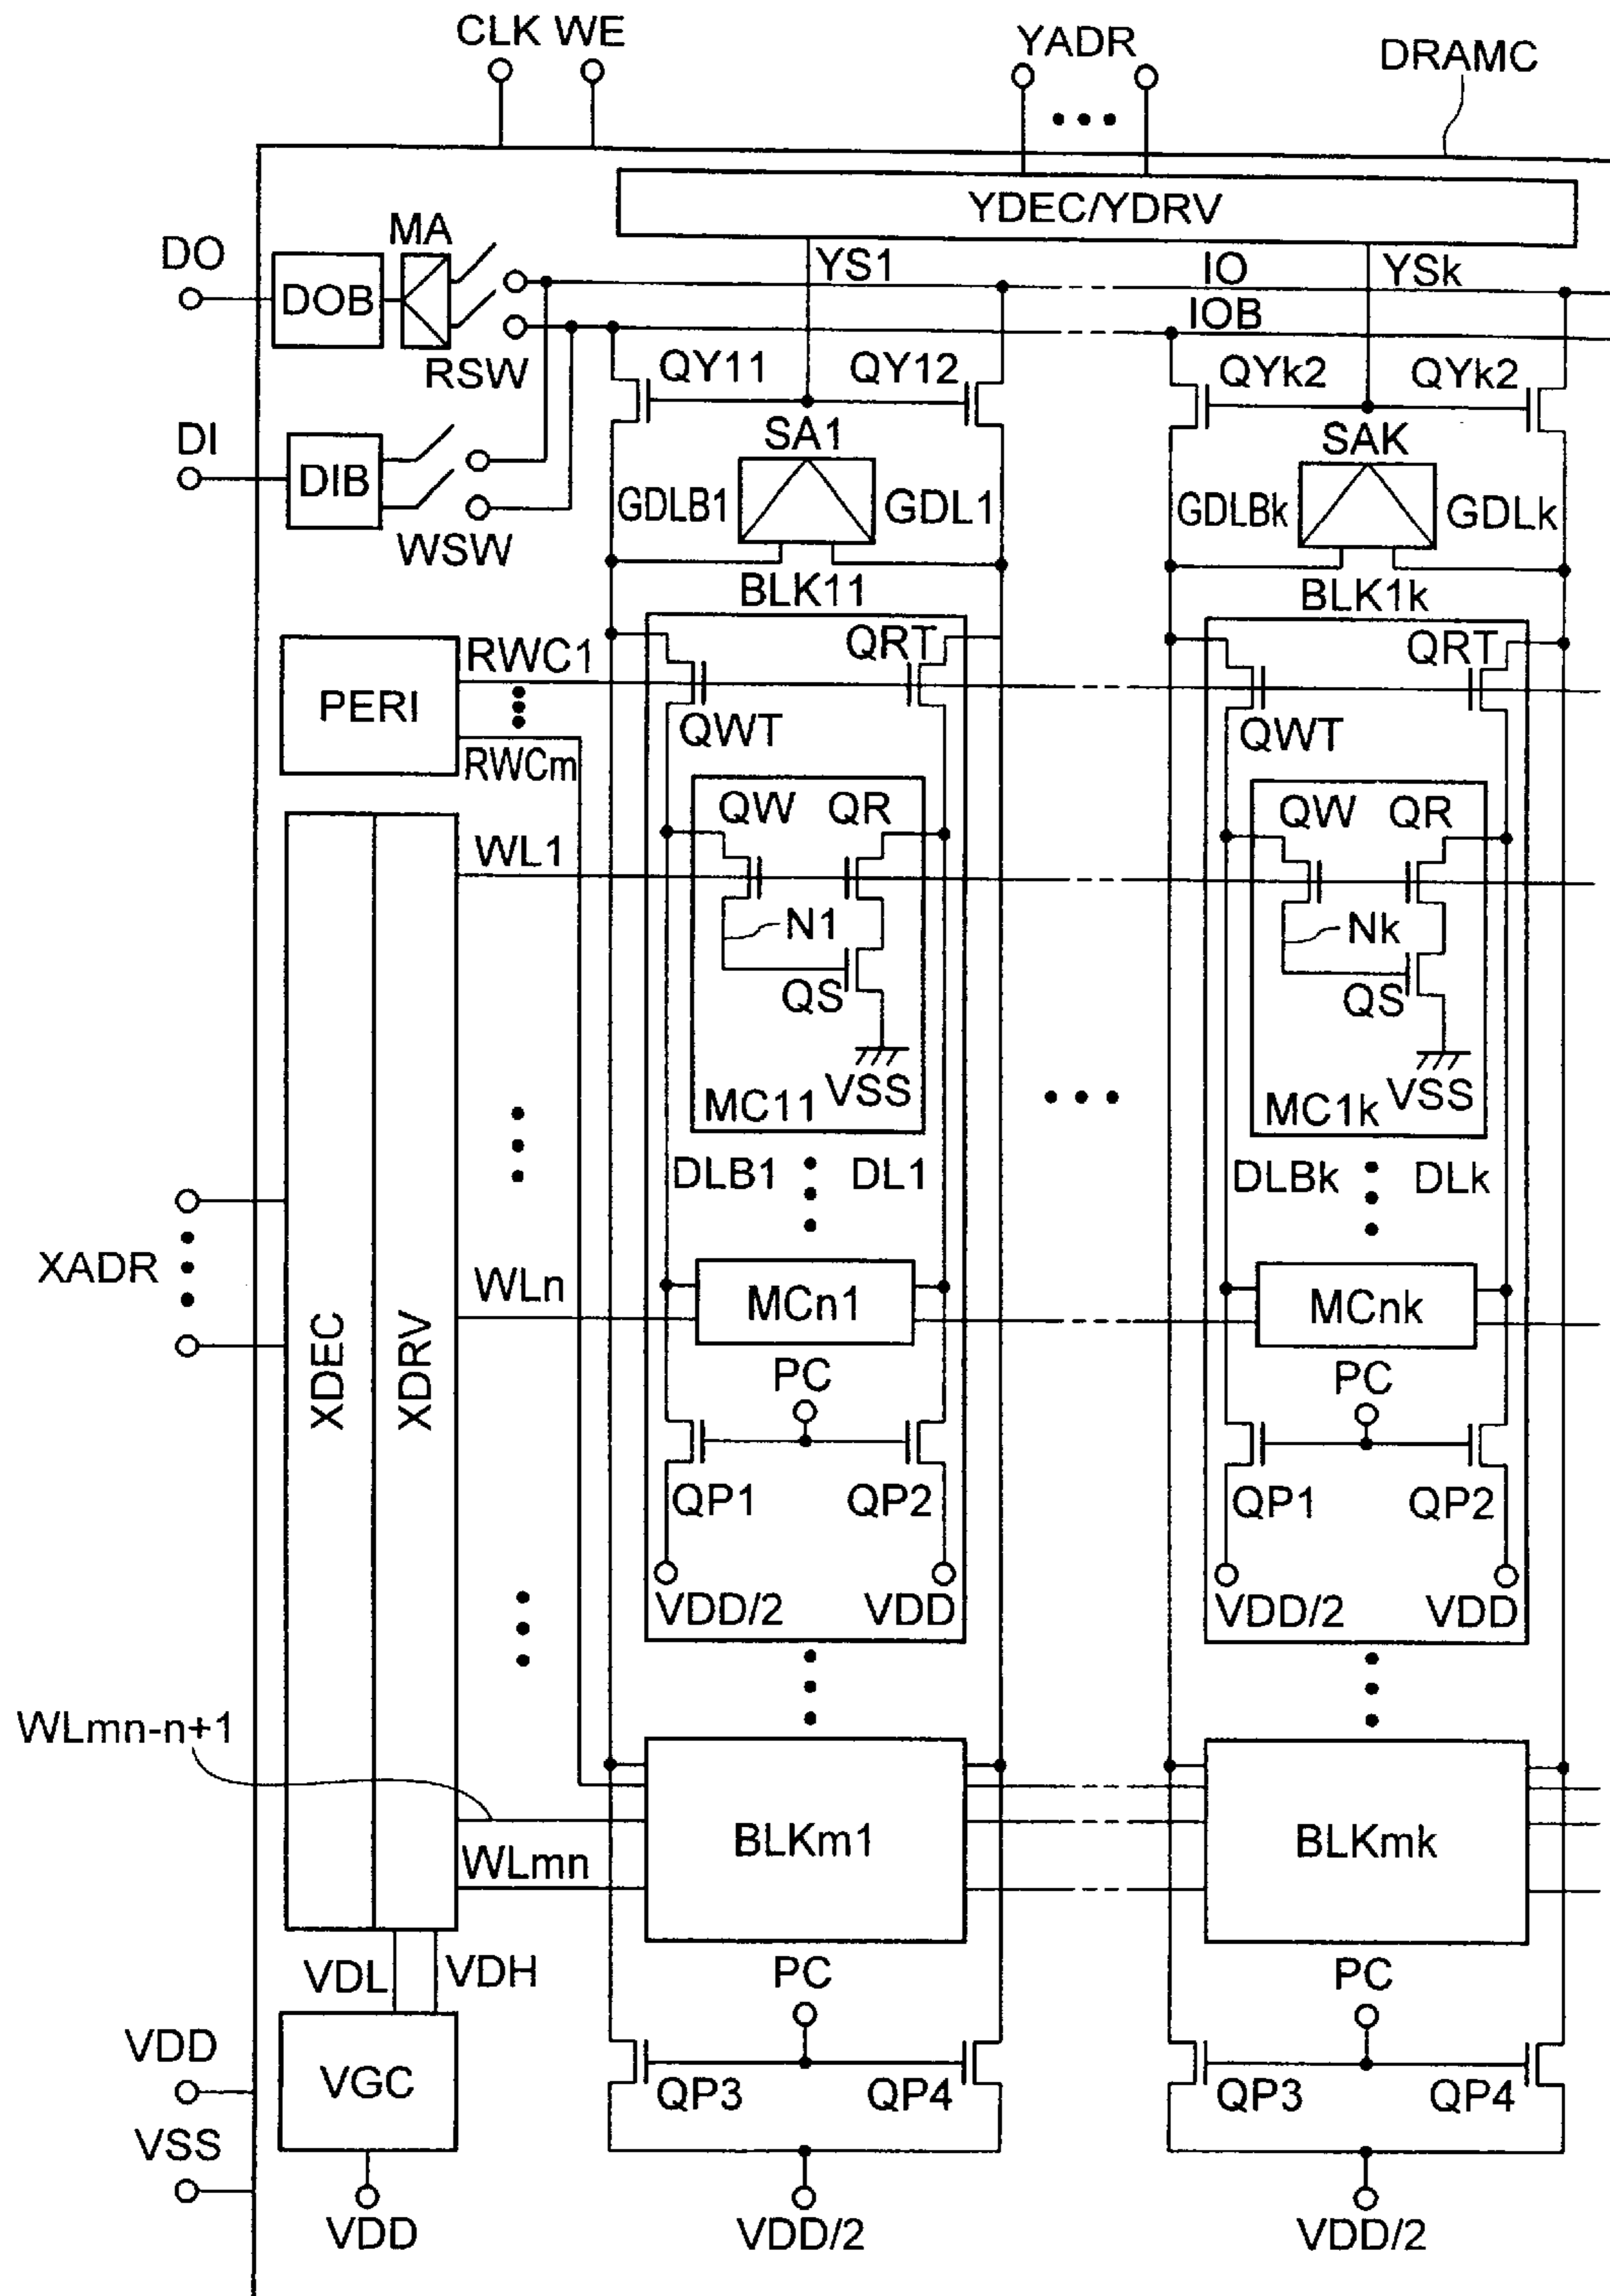 CLK WE
YADR
DRAMC
YDEC/YDRV
DO
MA
DOB
YS1
IO
YSk
IOB
RSW
QY11
QY12
QYk2
QYk2
DI
DIB
WSW
SA1
SAK
GDLB1
GDL1
GDLBk
GDLk
BLK11
BLK1k
PERI
RWC1
RWCm
QRT
QRT
QWT
QWT
QW
QR
QW
QR
WL1
N1
Nk
QS
QS
VSS
VSS
MC11
MC1k
DLB1
DL1
DLBk
DLk
XADR
XDEC
XDRV
WLn
MCn1
MCnk
PC
PC
QP1
QP2
QP1
QP2
VDD/2
VDD
VDD/2
VDD
WLmn-n+1
BLKm1
BLKmk
WLmn
VDL
VDH
PC
PC
VDD
VGC
QP3
QP4
QP3
QP4
VSS
VDD
VDD/2
VDD/2